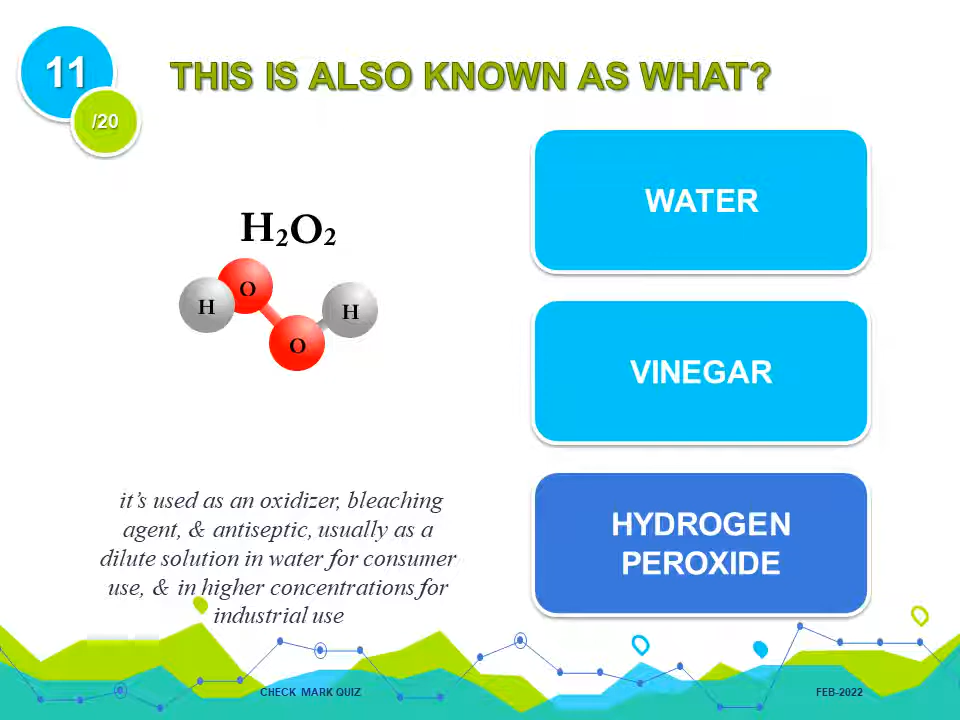 11
/20
THIS IS ALSO KNOWN AS WHAT?
H₂O₂
H
O
O
H
it's used as an oxidizer, bleaching
agent, & antiseptic, usually as a
dilute solution in water for consumer
use, & in higher concentrations for
industrial use
WATER
VINEGAR
HYDROGEN
PEROXIDE
CHECK MARK QUIZ
FEB-2022